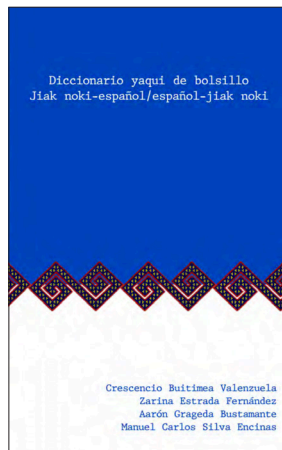 Diccionario yaqui de bolsillo
Jiak noki-español/español-jiak noki
Crescencio Buitimea Valenzuela
Zarina Estrada Fernández
Aarón Grageda Bustamante
Manuel Carlos Silva Encinas